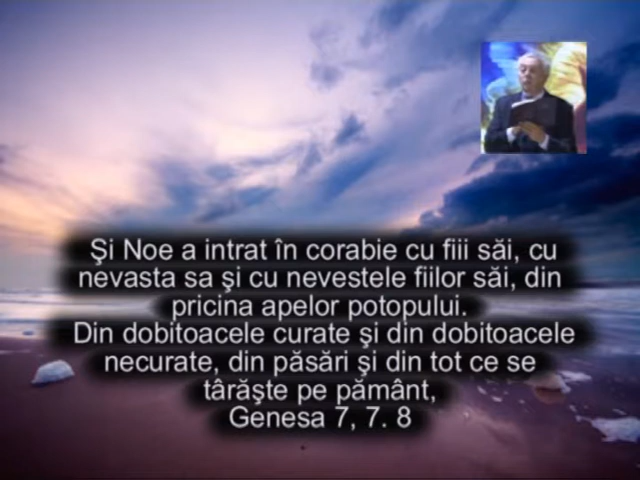 Şi Noe a intrat în corabie cu fiii săi, cu
nevasta sa şi cu nevestele fiilor săi, din
pricina apelor potopului.
Din dobitoacele curate şi din dobitoacele
necurate, din păsări şi din tot ce se
târăşte pe pământ,
Genesa 7, 7. 8